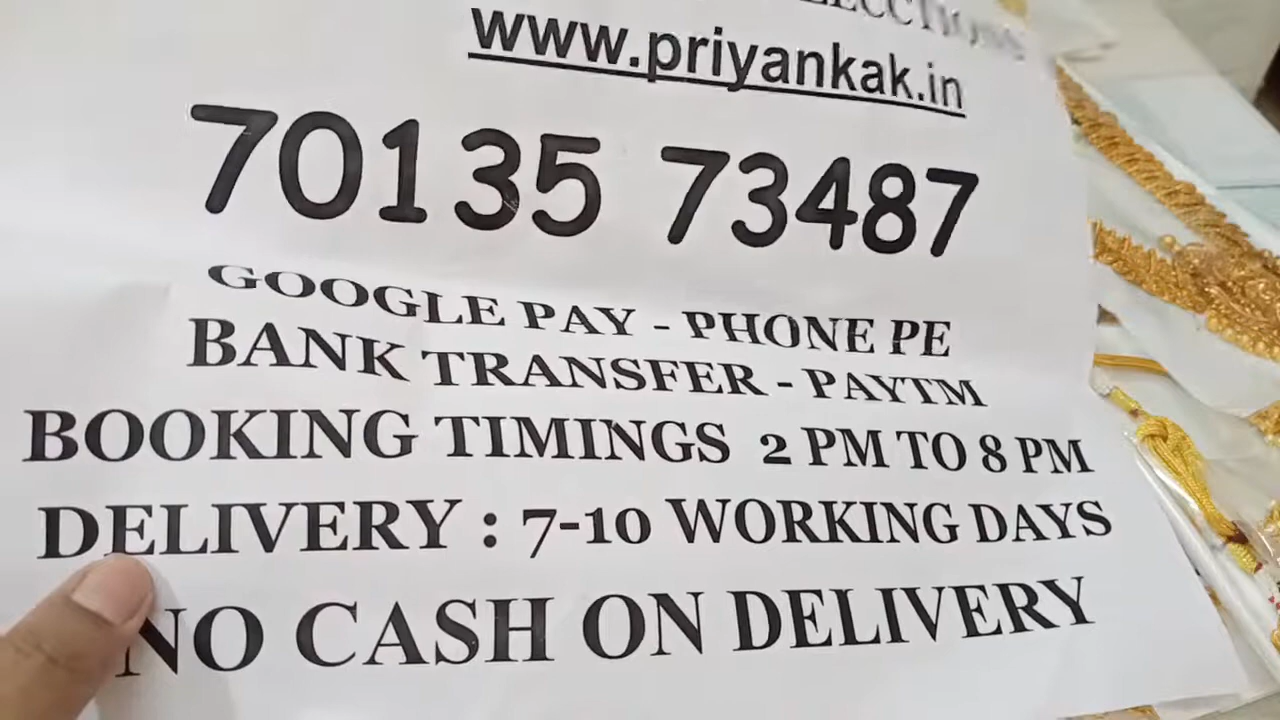 www.priyankak.in
70135 73487
GOOGLE PAY - PHONE PE
BANK TRANSFER - PAYTM
BOOKING TIMINGS 2 PM TO 8 PM
DELIVERY : 7-10 WORKING DAYS
NO CASH ON DELIVERY